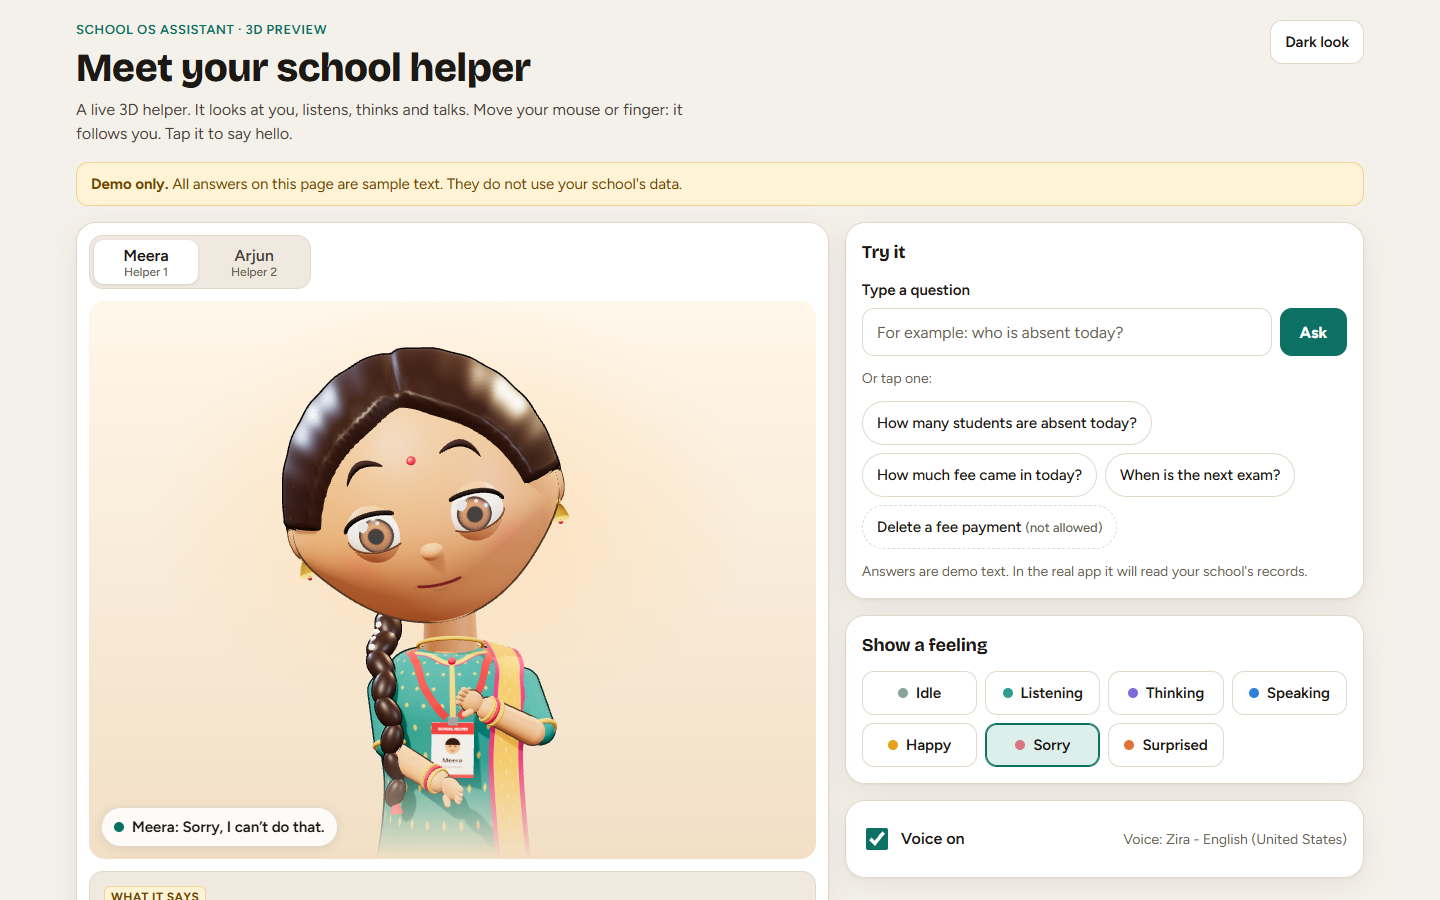 SCHOOL OS ASSISTANT · 3D PREVIEW
Meet your school helper
A live 3D helper. It looks at you, listens, thinks and talks. Move your mouse or finger: it
follows you. Tap it to say hello.
Dark look
Demo only. All answers on this page are sample text. They do not use your school's data.
Meera
Helper 1
Arjun
Helper 2
Meera
Meera: Sorry, I can’t do that.
WHAT IT SAYS
Try it
Type a question
For example: who is absent today?
Ask
Or tap one:
How many students are absent today?
How much fee came in today?
When is the next exam?
Delete a fee payment (not allowed)
Answers are demo text. In the real app it will read your school's records.
Show a feeling
Idle
Listening
Thinking
Speaking
Happy
Sorry
Surprised
Voice on
Voice: Zira - English (United States)